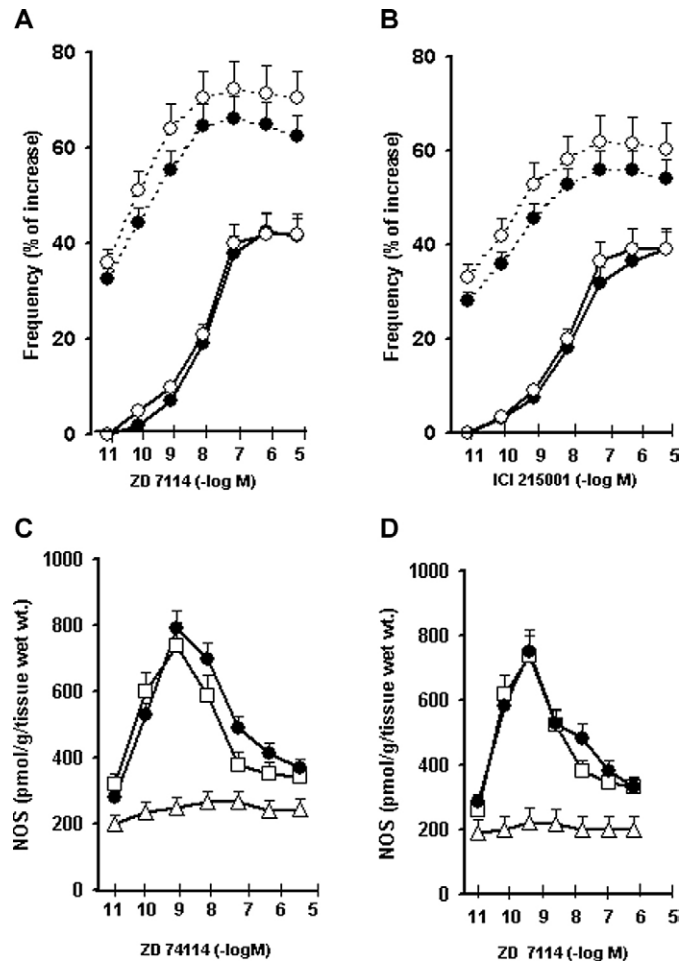 A
80
60
40
20
0
Frequency (% of increase)
11 10 9 8 7 6 5
ZD 7114 (-log M)
B
80
60
40
20
0
Frequency (% of increase)
11 10 9 8 7 6 5
ICI 215001 (-log M)
C
1000
800
600
400
200
0
NOS (pmol/g/tissue wet wt.)
11 10 9 8 7 6 5
ZD 74114 (-logM)
D
1000
800
600
400
200
0
NOS (pmol/g/tissue wet wt.)
11 10 9 8 7 6 5
ZD 7114 (-log M)